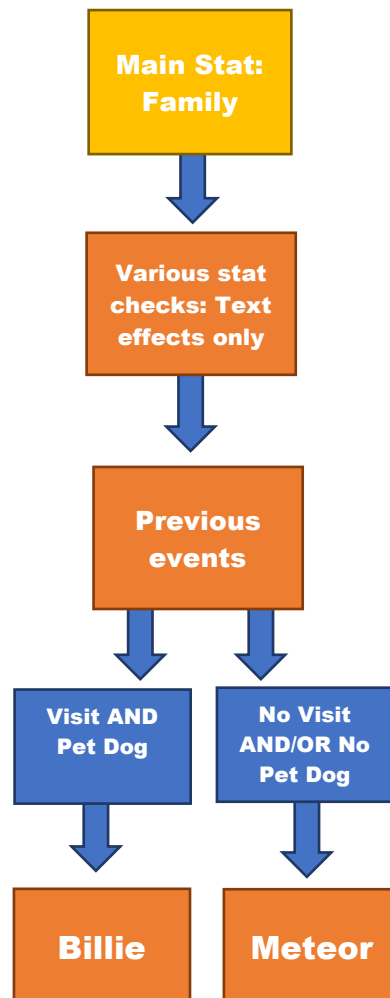 Main Stat:
Family
Various stat
checks: Text
effects only
Previous
events
Visit AND
Pet Dog
No Visit
AND/OR No
Pet Dog
Billie
Meteor